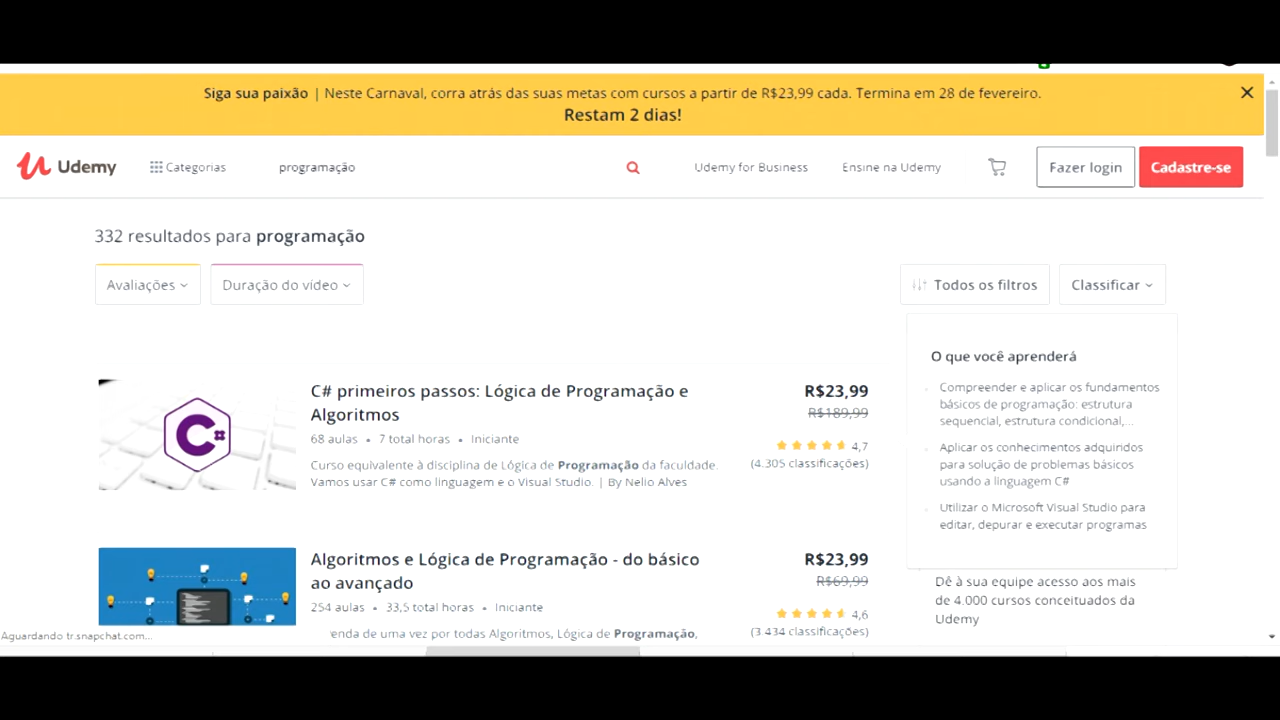 Siga sua paixão | Neste Carnaval, corra atrás das suas metas com cursos a partir de R$23,99 cada. Termina em 28 de fevereiro.
Restam 2 dias!
Udemy
Categorias
programação
Udemy for Business
Ensine na Udemy
Fazer login
Cadastre-se
332 resultados para programação
Avaliações
Duração do vídeo
Todos os filtros
Classificar
C# primeiros passos: Lógica de Programação e
Algoritmos
68 aulas • 7 total horas • Iniciante
Curso equivalente à disciplina de Lógica de Programação da faculdade.
Vamos usar C# como linguagem e o Visual Studio. | By Nelio Alves
R$23,99
R$189,99
4,7
(4.305 classificações)
C#
O que você aprenderá
Compreender e aplicar os fundamentos
básicos de programação: estrutura
sequencial, estrutura condicional,...
Aplicar os conhecimentos adquiridos
para solução de problemas básicos
usando a linguagem C#
Utilizar o Microsoft Visual Studio para
editar, depurar e executar programas
Algoritmos e Lógica de Programação - do básico
ao avançado
254 aulas • 33,5 total horas • Iniciante
de uma vez por todas Algoritmos, Lógica de Programação,
R$23,99
R$69,99
4,6
(3.434 classificações)
Dê à sua equipe acesso aos mais
de 4.000 cursos conceituados da
Udemy
Aguardando tr.snapchat.com...